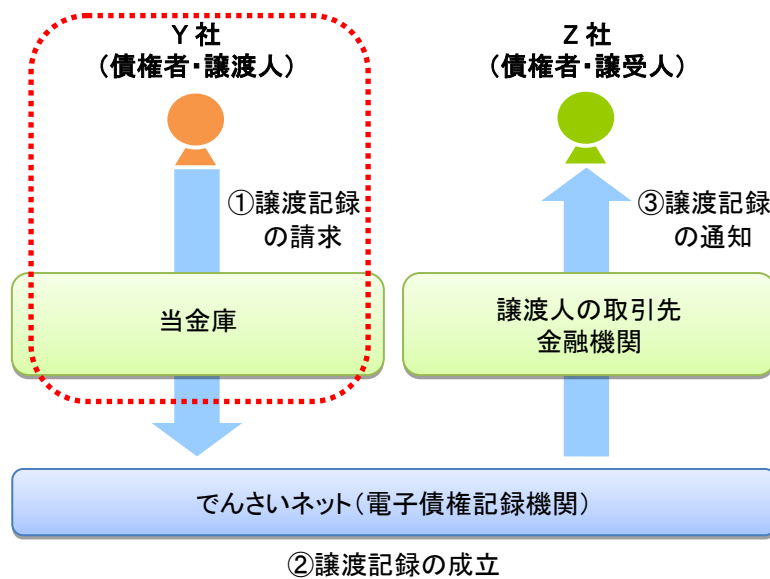 Y 社
（債権者・譲渡人）
Z 社
（債権者・譲受人）
①譲渡記録
の請求
③譲渡記録
の通知
当金庫
譲渡人の取引先
金融機関
でんさいネット（電子債権記録機関）
②譲渡記録の成立